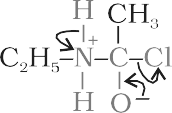 H CH₃
+
C₂H₅–N–C–Cl
H O⁻